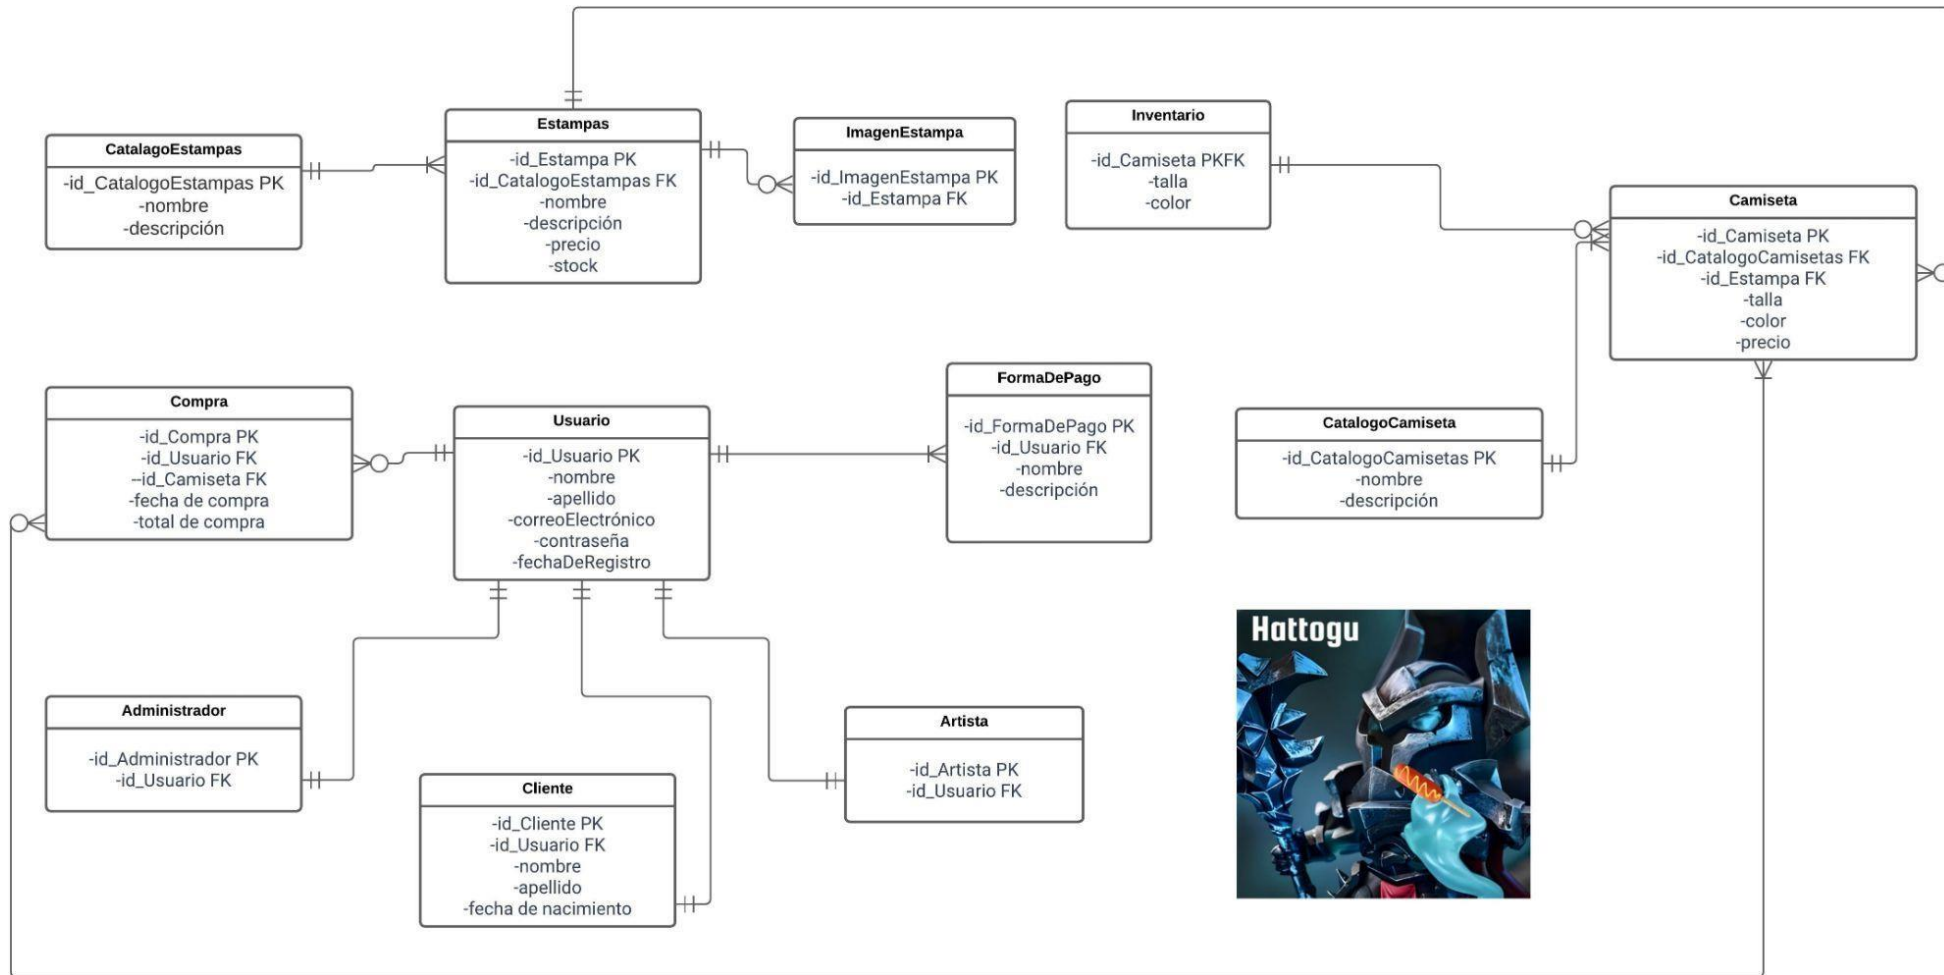 CatalagoEstampas
-id_CatalogoEstampas PK
-nombre
-descripción
Estampas
-id_Estampa PK
-id_CatalogoEstampas FK
-nombre
-descripción
-precio
-stock
ImagenEstampa
-id_ImagenEstampa PK
-id_Estampa FK
Inventario
-id_Camiseta PKFK
-talla
-color
Camiseta
-id_Camiseta PK
-id_CatalogoCamisetas FK
-id_Estampa FK
-talla
-color
-precio
Compra
-id_Compra PK
-id_Usuario FK
--id_Camiseta FK
-fecha de compra
-total de compra
Usuario
-id_Usuario PK
-nombre
-apellido
-correoElectrónico
-contraseña
-fechaDeRegistro
FormaDePago
-id_FormaDePago PK
-id_Usuario FK
-nombre
-descripción
CatalogoCamiseta
-id_CatalogoCamisetas PK
-nombre
-descripción
Administrador
-id_Administrador PK
-id_Usuario FK
Cliente
-id_Cliente PK
-id_Usuario FK
-nombre
-apellido
-fecha de nacimiento
Artista
-id_Artista PK
-id_Usuario FK
Hattogu